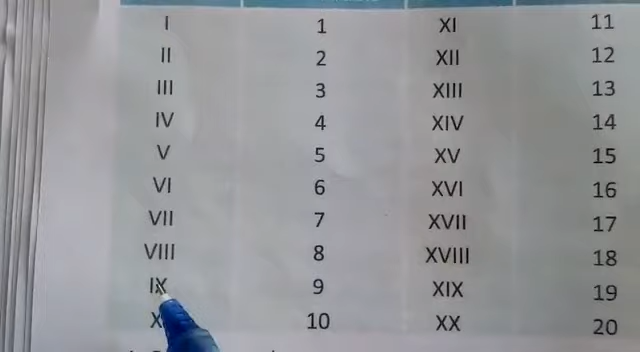 I 1 XI 11
II 2 XII 12
III 3 XIII 13
IV 4 XIV 14
V 5 XV 15
VI 6 XVI 16
VII 7 XVII 17
VIII 8 XVIII 18
IX 9 XIX 19
X 10 XX 20